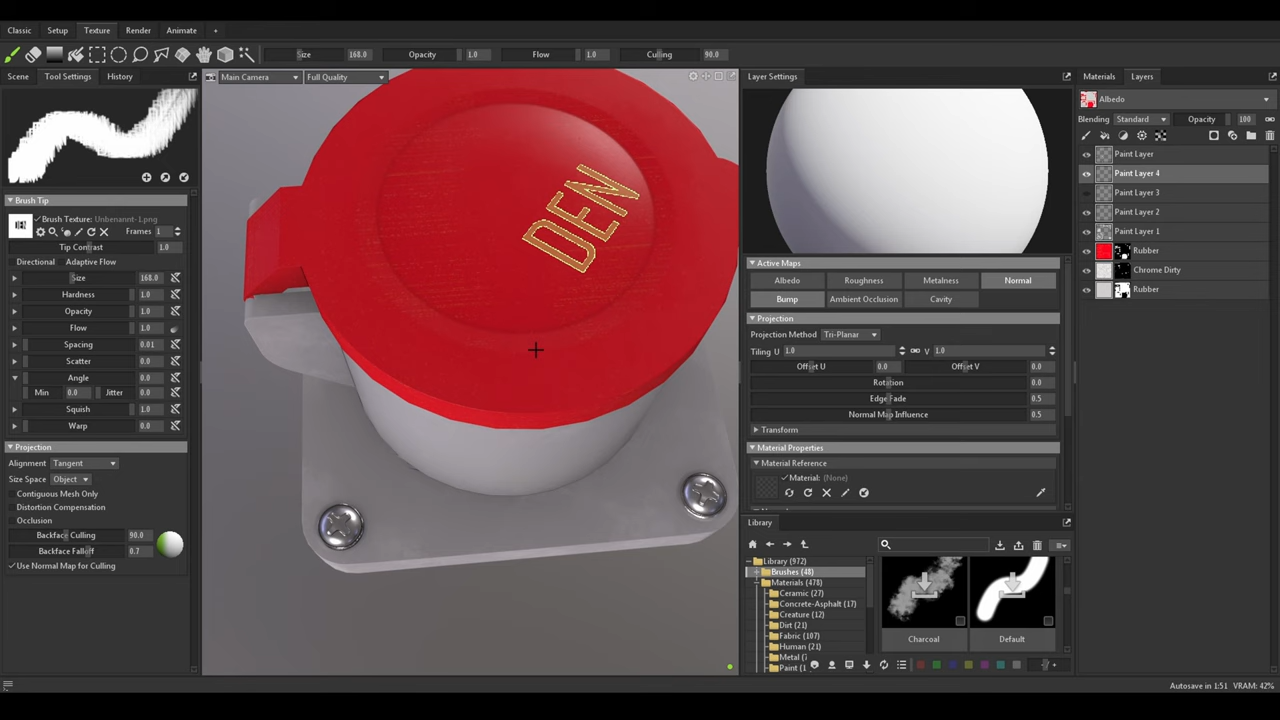 Classic Setup Texture Render Animate +
Size 168.0 Opacity 1.0 Flow 1.0 Culling 90.0
Scene Tool Settings History
Main Camera Full Quality
Layer Settings
Materials Layers
Albedo
Blending Standard Opacity 100
Paint Layer
Paint Layer 4
Paint Layer 3
Paint Layer 2
Paint Layer 1
Rubber
Chrome Dirty
Rubber
Brush Tip
Brush Texture: Unbenannt-1.png
Frames 1
Tip Contrast 1.0
Directional Adaptive Flow
Size 168.0
Hardness 1.0
Opacity 1.0
Flow 1.0
Spacing 0.01
Scatter 0.0
Angle 0.0
Min 0.0 Jitter 0.0
Squish 1.0
Warp 0.0
Projection
Alignment Tangent
Size Space Object
Contiguous Mesh Only
Distortion Compensation
Occlusion
Backface Culling 90.0
Backface Falloff 0.7
Use Normal Map for Culling
DEN
Active Maps
Albedo Roughness Metalness Normal
Bump Ambient Occlusion Cavity
Projection
Projection Method Tri-Planar
Tiling U 1.0 V 1.0
Offset U 0.0 Offset V 0.0
Rotation 0.0
Edge Fade 0.5
Normal Map Influence 0.5
Transform
Material Properties
Material Reference
Material: (None)
Library
Library (972)
Brushes (48)
Materials (478)
Ceramic (27)
Concrete-Asphalt (17)
Creature (12)
Dirt (21)
Fabric (107)
Human (21)
Metal (
Paint (1
Charcoal Default
Autosave in 1:51 VRAM: 42%